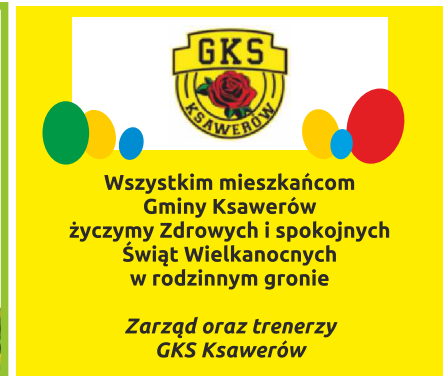 GKS
KSAWERÓW
Wszystkim mieszkańcom
Gminy Ksawerów
życzymy Zdrowych i spokojnych
Świąt Wielkanocnych
w rodzinnym gronie
Zarząd oraz trenerzy
GKS Ksawerów